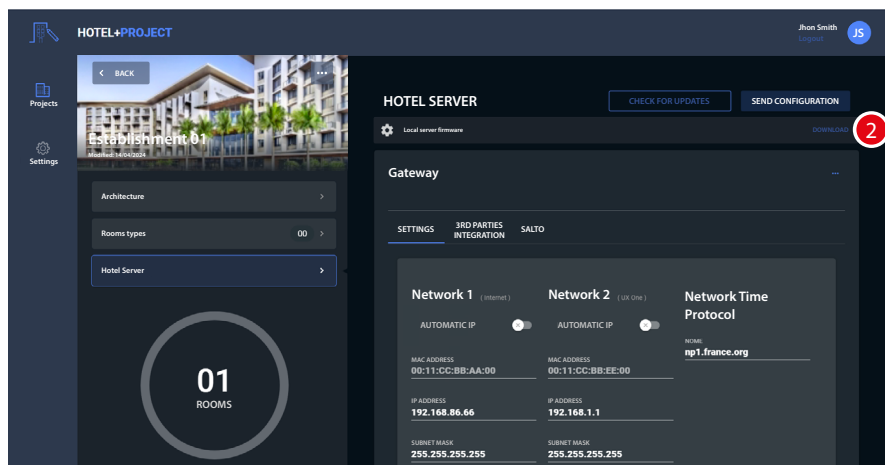 HOTEL+PROJECT
Jhon Smith
Logout
JS
Projects
Settings
BACK
...
Establishment 01
Modified: 14/04/2024
Architecture
Rooms types 00
Hotel Server
01
ROOMS
HOTEL SERVER
CHECK FOR UPDATES
SEND CONFIGURATION
Local server firmware
DOWNLOAD
2
Gateway
...
SETTINGS
3RD PARTIES
INTEGRATION
SALTO
Network 1 ( Internet )
AUTOMATIC IP
MAC ADDRESS
00:11:CC:BB:AA:00
IP ADDRESS
192.168.86.66
SUBNET MASK
255.255.255.255
Network 2 ( UX One )
AUTOMATIC IP
MAC ADDRESS
00:11:CC:BB:EE:00
IP ADDRESS
192.168.1.1
SUBNET MASK
255.255.255.255
Network Time
Protocol
NOME
np1.france.org